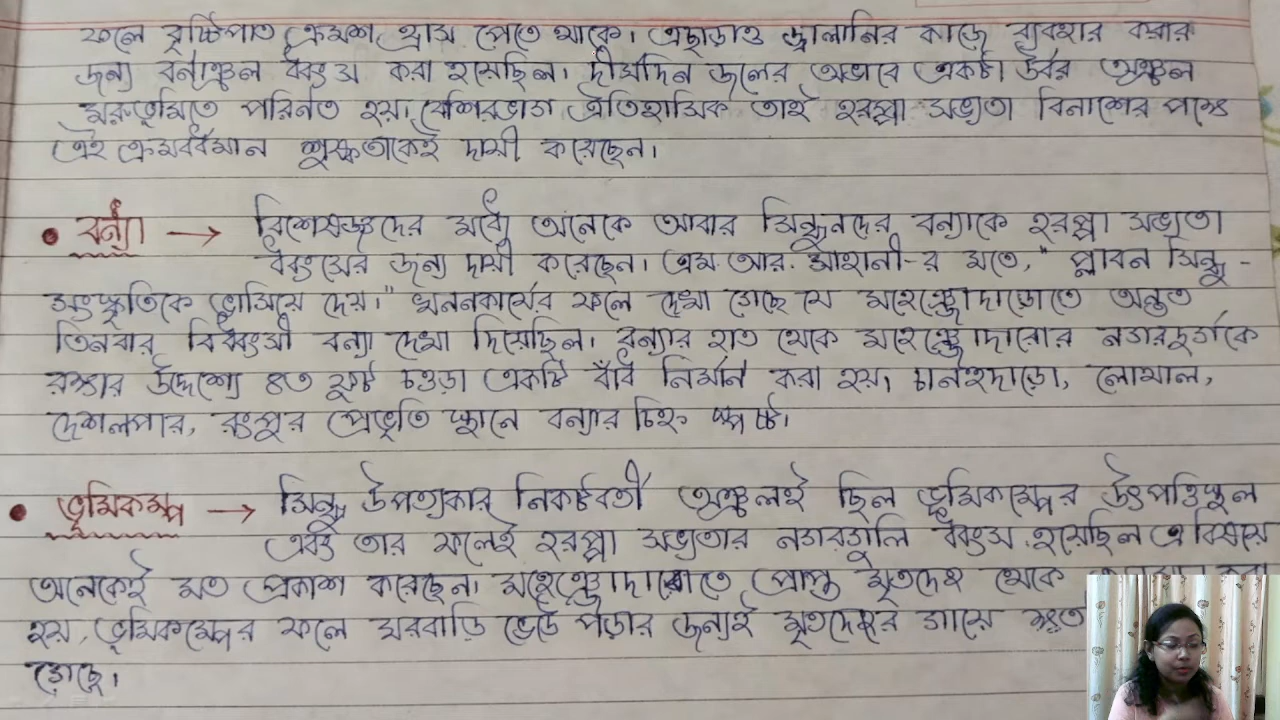 ফলে বৃষ্টিপাত ক্রমশ হ্রাস পেতে থাকে। এছাড়াও জ্বালানির কাজে ব্যবহার করার
জন্য বনাঞ্চল ধ্বংস করা হয়েছিল। দীর্ঘদিন জলের অভাবে একটা উর্বর অঞ্চল
মরুভূমিতে পরিনত হয়। বেশিরভাগ ঐতিহাসিক তাই হরপ্পা সভ্যতা বিনাশের পশ্চে
এই ক্রমবর্ধমান শুষ্কতাকেই দায়ী করেছেন।
• বন্যা → বিশেষজ্ঞদের মধ্যে অনেকে আবার সিন্ধুনদের বন্যাকে হরপ্পা সভ্যতা
ধ্বংসের জন্য দায়ী করেছেন। এম. আর. সাহানী-র মতে, "প্লাবন সিন্ধু -
সংস্কৃতিকে ভাসিয়ে দেয়।" খননকার্যের ফলে দেখা গেছে যে মহেঞ্জোদাড়োতে অন্তত
তিনবার বিধ্বংসী বন্যা দেখা দিয়েছিল। বন্যার হাত থেকে মহেঞ্জোদারোর নগরদুর্গকে
রক্ষার উদ্দেশ্যে ৪৩ ফুট চওড়া একটি বাঁধ নির্মান করা হয়। চানহুদাড়ো, লোথাল,
দেশলপার, রংপুর প্রভৃতি স্থানে বন্যার চিহ্ন স্পষ্ট।
• ভূমিকম্প → সিন্ধু উপত্যকার নিকটবর্তী অঞ্চলই ছিল ভূমিকম্পের উৎপত্তিস্থল
এবং তার ফলেই হরপ্পা সভ্যতার নগরগুলি ধ্বংস হয়েছিল এ বিষয়ে
অনেকেই মত প্রকাশ করেছেন। মহেঞ্জোদারোতে প্রাপ্ত মৃতদেহ থেকে
হয়, ভূমিকম্পের ফলে ঘরবাড়ি ভেঙে পড়ার জন্যই মৃতদেহের গায়ে
গেছে।